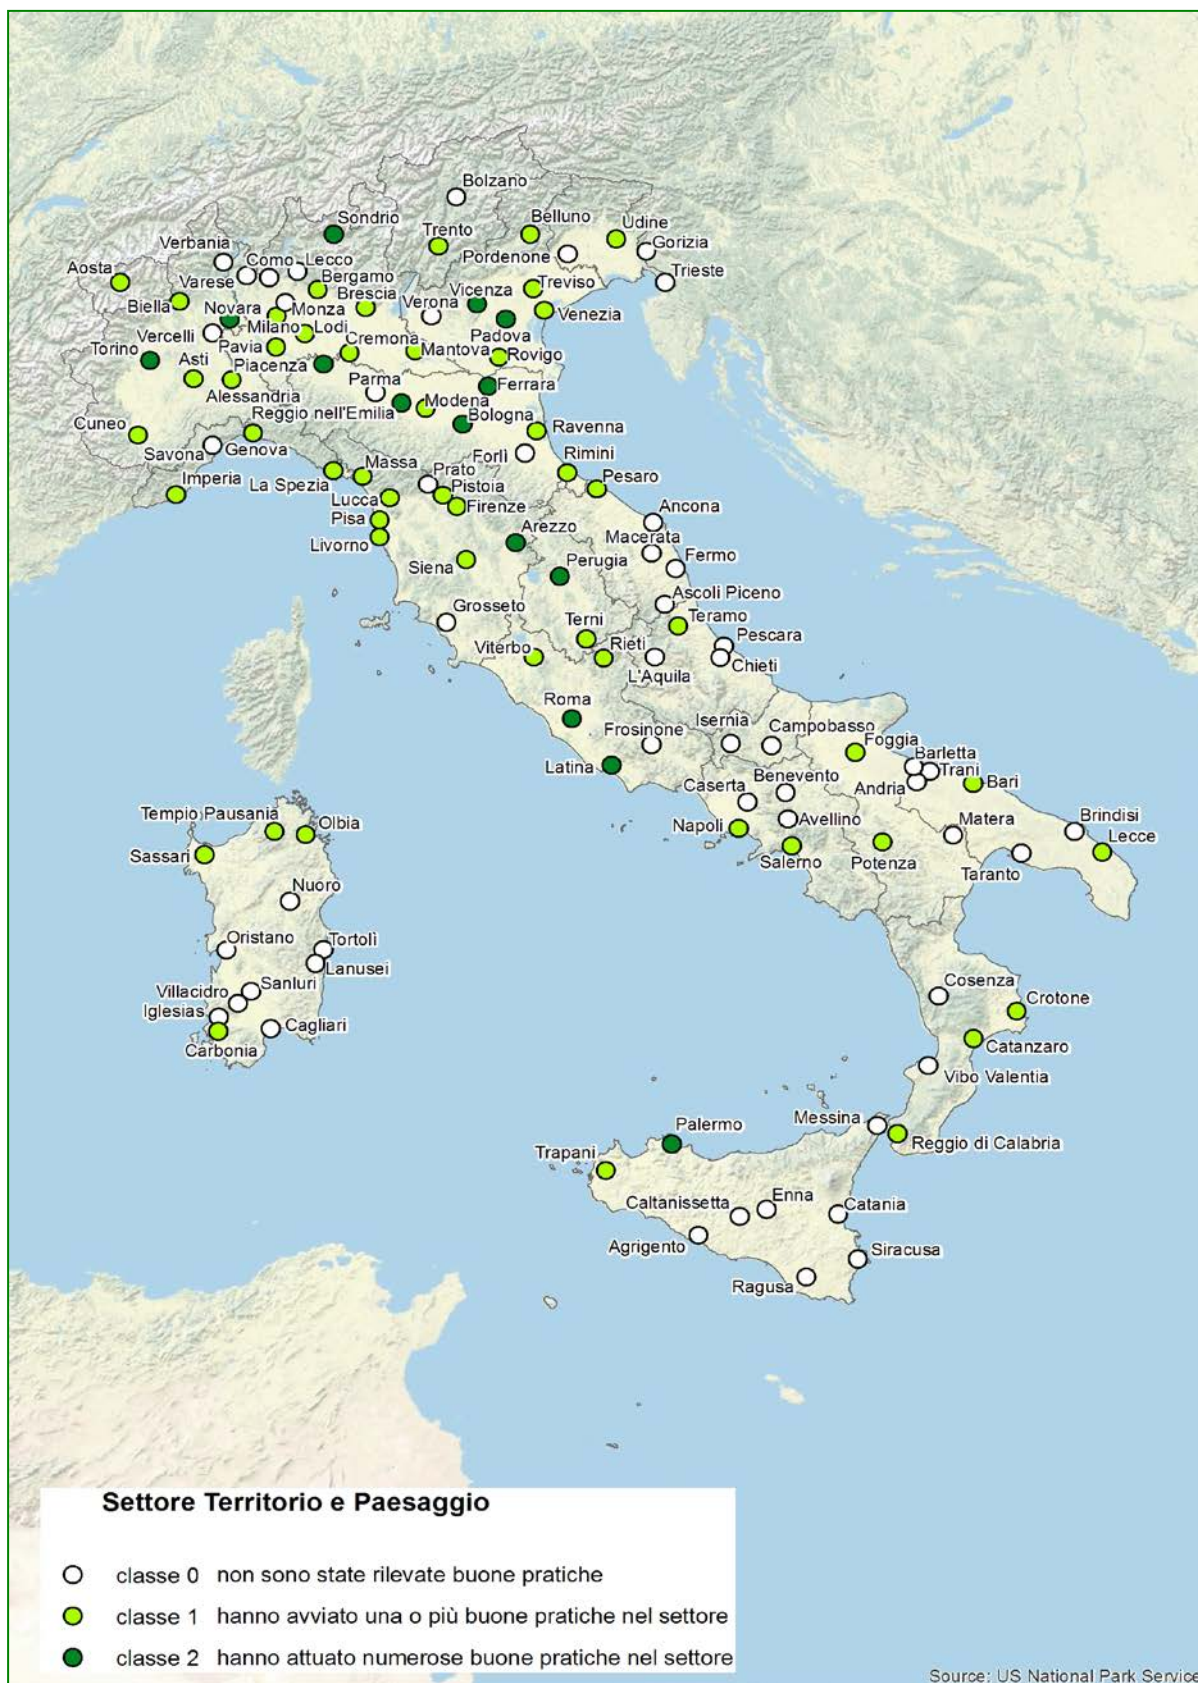 Bolzano
Sondrio
Belluno
Udine
Trento
Verbania
Pordenone
Gorizia
Como
Lecco
Aosta
Varese
Bergamo
Trieste
Vicenza
Treviso
Biella
Novara
Monza
Brescia
Verona
Venezia
Vercelli
Milano
Lodi
Padova
Torino
Pavia
Cremona
Mantova
Rovigo
Asti
Piacenza
Parma
Ferrara
Alessandria
Reggio nell'Emilia
Modena
Bologna
Cuneo
Ravenna
Savona
Genova
Forlì
Rimini
Imperia
La Spezia
Massa
Prato
Pistoia
Pesaro
Lucca
Firenze
Ancona
Pisa
Arezzo
Macerata
Livorno
Siena
Perugia
Fermo
Grosseto
Ascoli Piceno
Terni
Teramo
Viterbo
Rieti
Pescara
L'Aquila
Chieti
Roma
Isernia
Campobasso
Frosinone
Foggia
Barletta
Latina
Trani
Benevento
Andria
Bari
Caserta
Tempio Pausania
Olbia
Napoli
Avellino
Matera
Brindisi
Lecce
Sassari
Salerno
Potenza
Taranto
Nuoro
Oristano
Tortolì
Lanusei
Villacidro
Sanluri
Cosenza
Iglesias
Cagliari
Crotone
Carbonia
Catanzaro
Vibo Valentia
Messina
Palermo
Reggio di Calabria
Trapani
Caltanissetta
Enna
Catania
Agrigento
Siracusa
Ragusa
Settore Territorio e Paesaggio
classe 0 non sono state rilevate buone pratiche
classe 1 hanno avviato una o più buone pratiche nel settore
classe 2 hanno attuato numerose buone pratiche nel settore
Source: US National Park Service